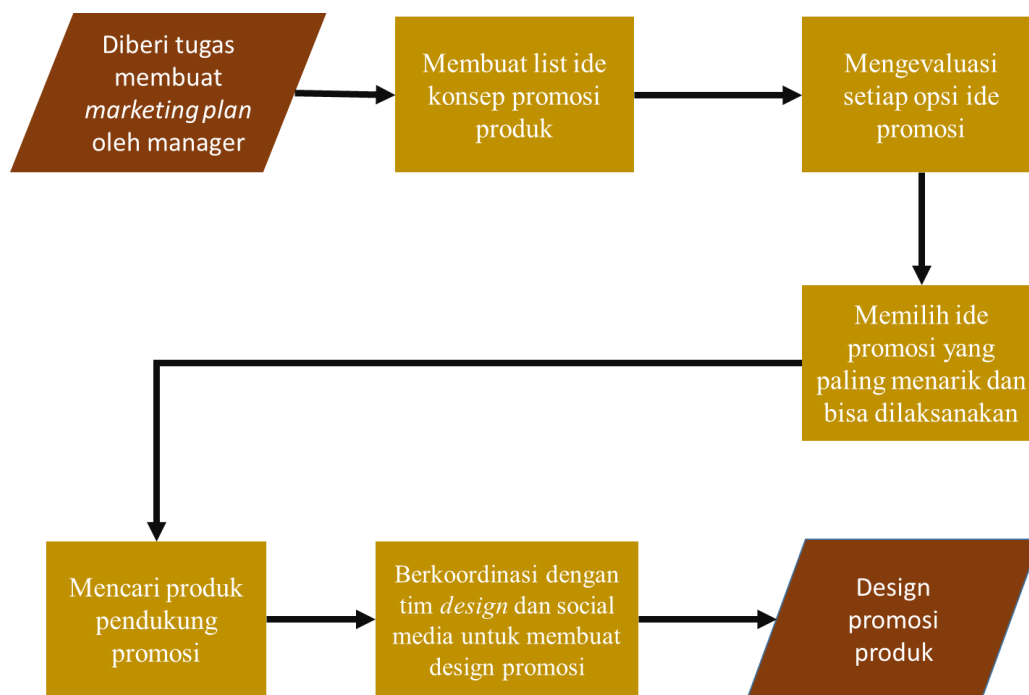 Diberi tugas
membuat
marketing plan
oleh manager
Membuat list ide
konsep promosi
produk
Mengevaluasi
setiap opsi ide
promosi
Memilih ide
promosi yang
paling menarik dan
bisa dilaksanakan
Mencari produk
pendukung
promosi
Berkoordinasi dengan
tim design dan social
media untuk membuat
design promosi
Design
promosi
produk